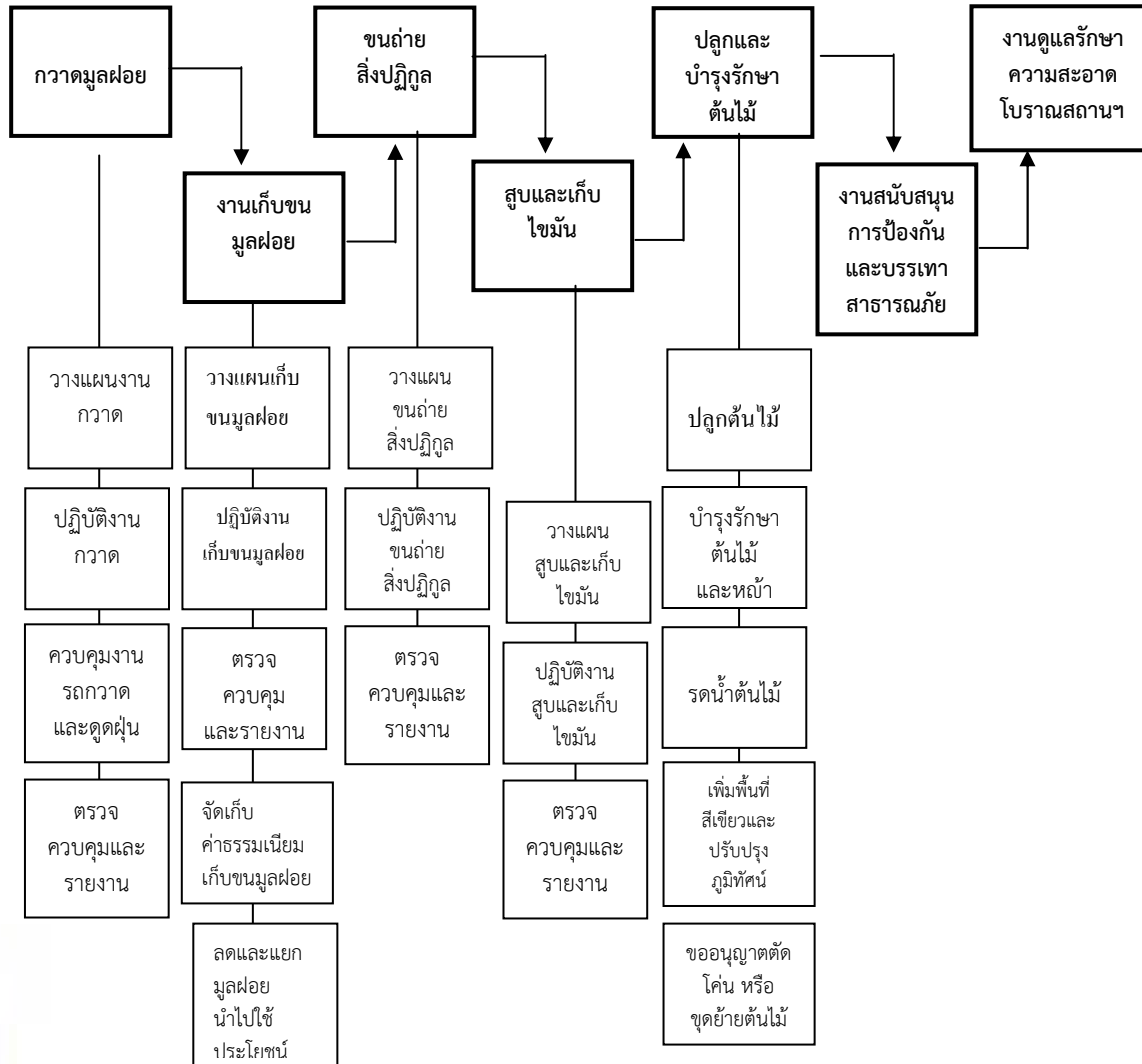 กวาดมูลฝอย
งานเก็บขน
มูลฝอย
ขนถ่าย
สิ่งปฏิกูล
สูบและเก็บ
ไขมัน
ปลูกและ
บำรุงรักษา
ต้นไม้
งานสนับสนุน
การป้องกัน
และบรรเทา
สาธารณภัย
งานดูแลรักษา
ความสะอาด
โบราณสถานฯ
วางแผนงาน
กวาด
ปฏิบัติงาน
กวาด
ควบคุมงาน
รถกวาด
และดูดฝุ่น
ตรวจ
ควบคุมและ
รายงาน
วางแผนเก็บ
ขนมูลฝอย
ปฏิบัติงาน
เก็บขนมูลฝอย
ตรวจ
ควบคุม
และรายงาน
จัดเก็บ
ค่าธรรมเนียม
เก็บขนมูลฝอย
ลดและแยก
มูลฝอย
นำไปใช้
ประโยชน์
วางแผน
ขนถ่าย
สิ่งปฏิกูล
ปฏิบัติงาน
ขนถ่าย
สิ่งปฏิกูล
ตรวจ
ควบคุมและ
รายงาน
วางแผน
สูบและเก็บ
ไขมัน
ปฏิบัติงาน
สูบและเก็บ
ไขมัน
ตรวจ
ควบคุมและ
รายงาน
ปลูกต้นไม้
บำรุงรักษา
ต้นไม้
และหญ้า
รดน้ำต้นไม้
เพิ่มพื้นที่
สีเขียวและ
ปรับปรุง
ภูมิทัศน์
ขออนุญาตตัด
โค่น หรือ
ขุดย้ายต้นไม้